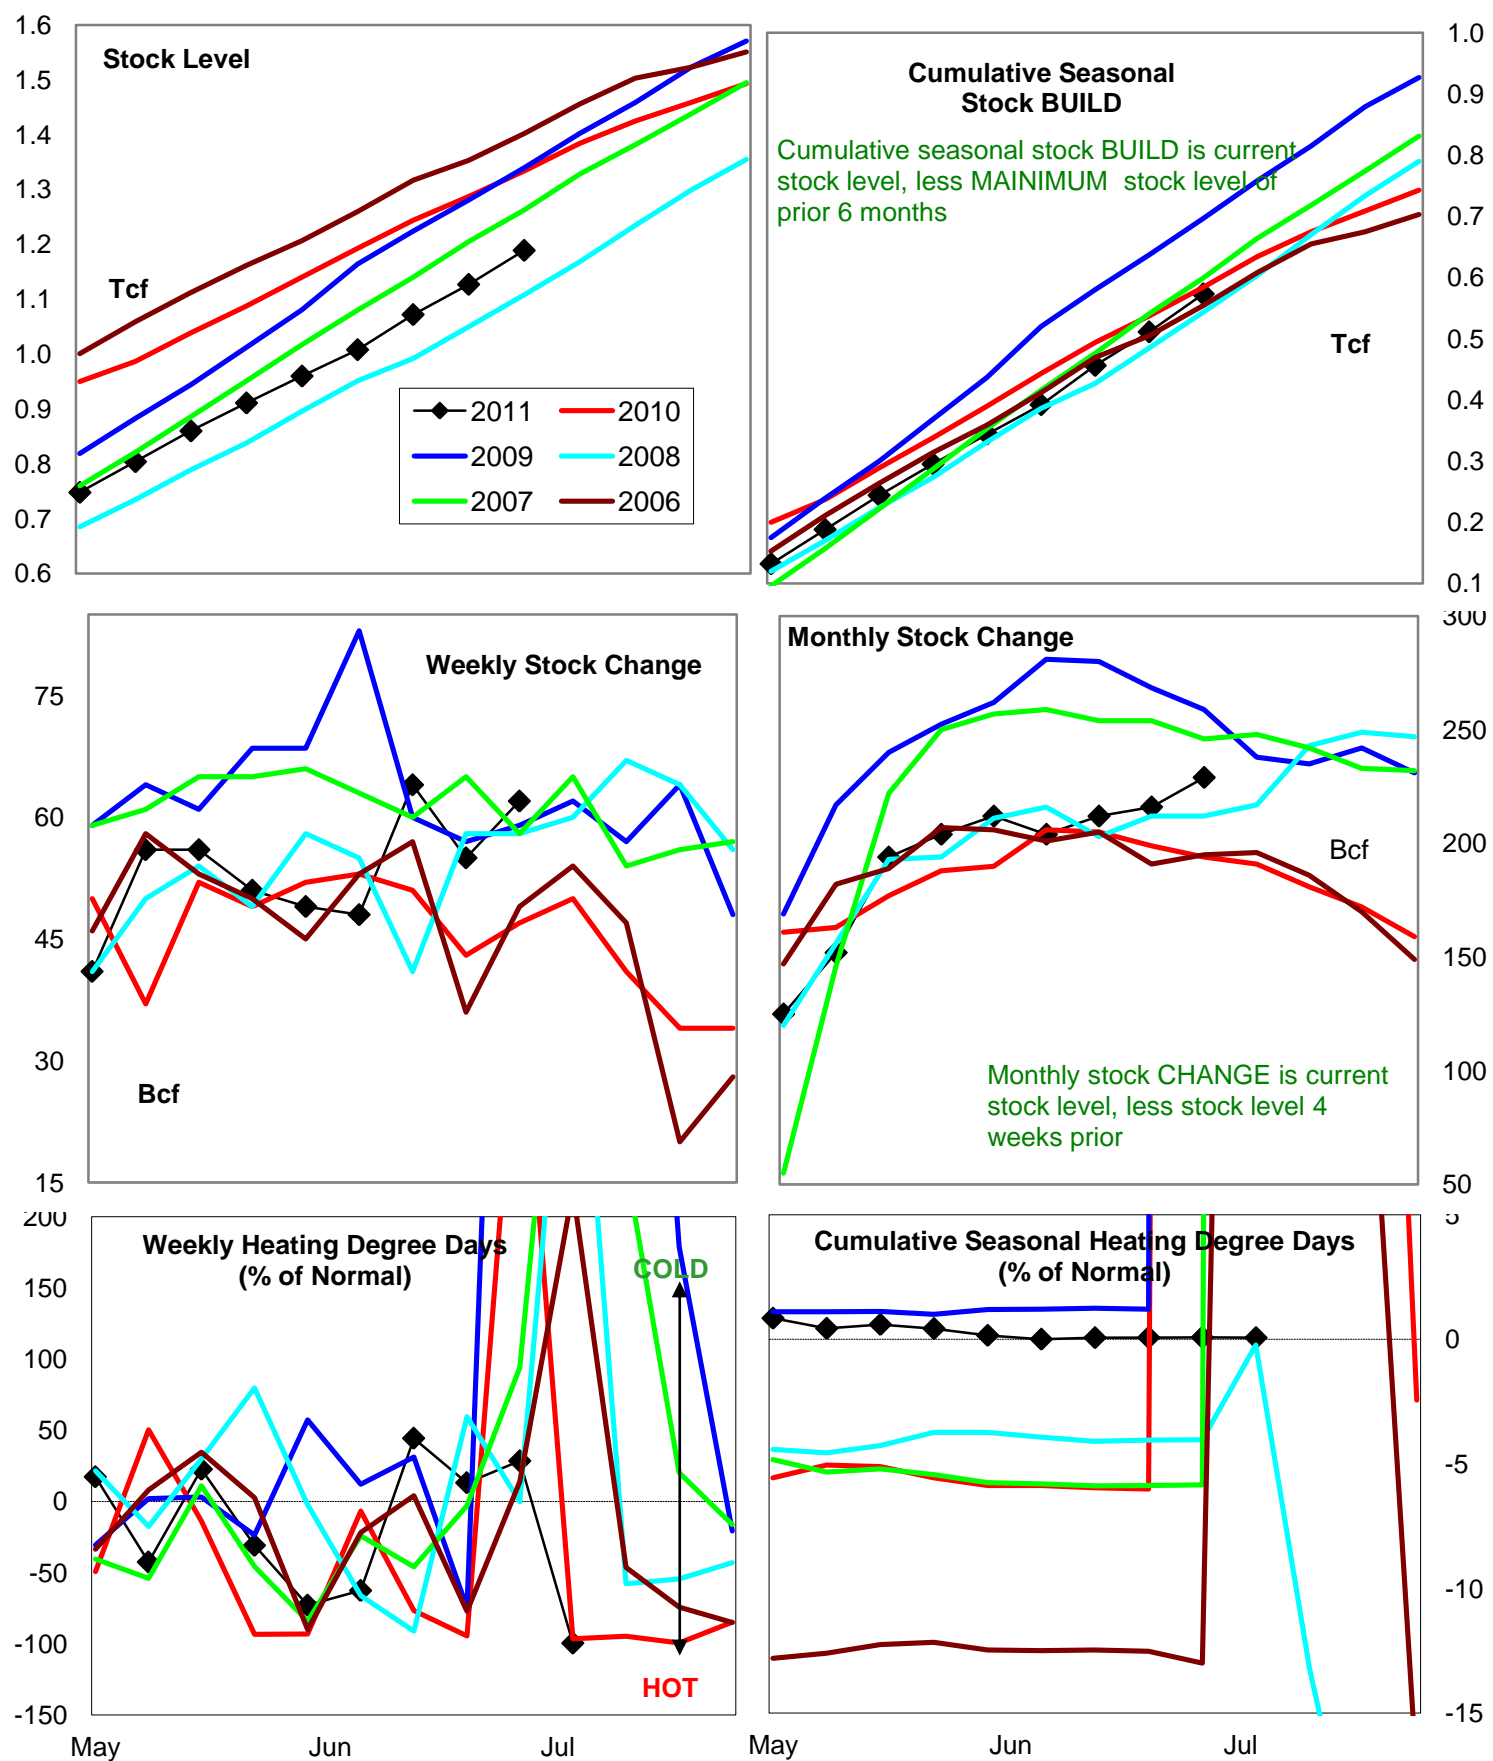 1.6
1.5
1.4
1.3
1.2
1.1
1.0
0.9
0.8
0.7
0.6
Stock Level
Tcf
2011 2010
2009 2008
2007 2006
1.0
0.9
0.8
0.7
0.6
0.5
0.4
0.3
0.2
0.1
Cumulative Seasonal
Stock BUILD
Cumulative seasonal stock BUILD is current
stock level, less MAINIMUM stock level of
prior 6 months
Tcf
75
60
45
30
15
Weekly Stock Change
Bcf
300
250
200
150
100
50
Monthly Stock Change
Bcf
Monthly stock CHANGE is current
stock level, less stock level 4
weeks prior
200
150
100
50
0
-50
-100
-150
Weekly Heating Degree Days
(% of Normal)
COLD
HOT
May Jun Jul
5
0
-5
-10
-15
Cumulative Seasonal Heating Degree Days
(% of Normal)
May Jun Jul